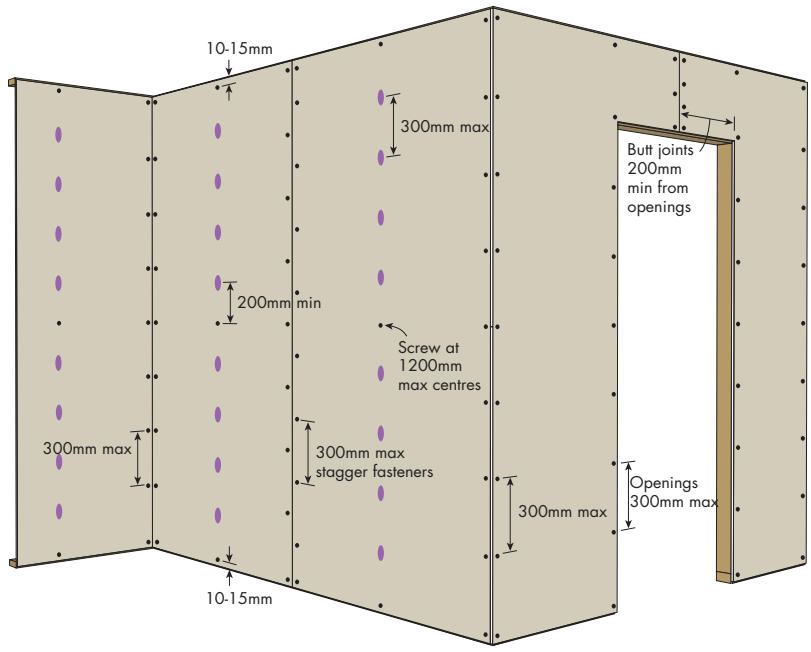 10-15mm
300mm max
Butt joints
200mm
min from
openings
200mm min
Screw at
1200mm
max centres
300mm max
300mm max
stagger fasteners
Openings
300mm max
300mm max
10-15mm